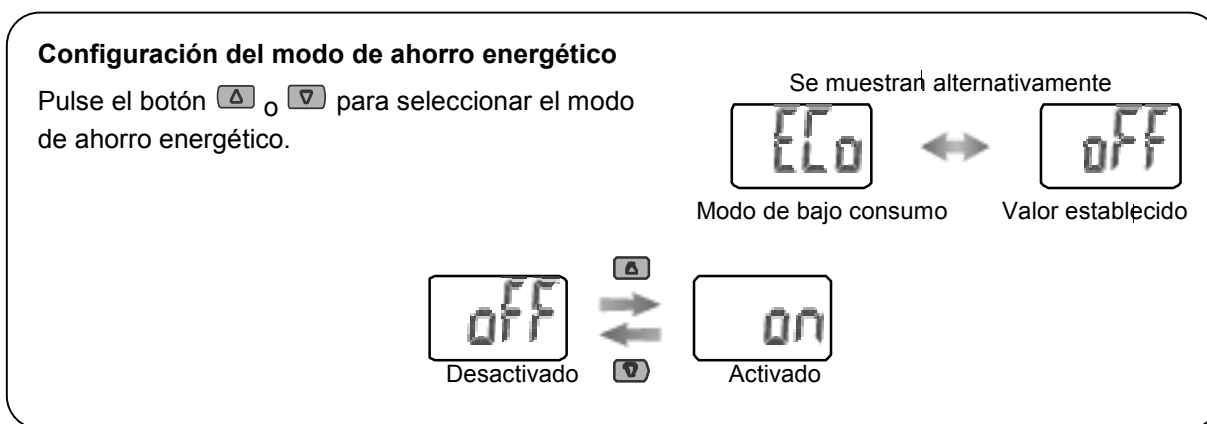 Configuración del modo de ahorro energético
Pulse el botón o para seleccionar el modo
de ahorro energético.
Se muestran alternativamente
ECo
oFF
Modo de bajo consumo
Valor establecido
oFF
on
Desactivado
Activado